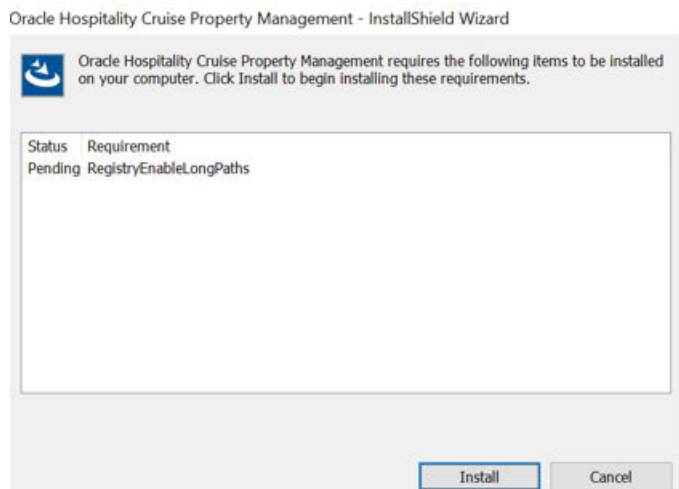 Oracle Hospitality Cruise Property Management - InstallShield Wizard
Oracle Hospitality Cruise Property Management requires the following items to be installed
on your computer. Click Install to begin installing these requirements.
Status Requirement
Pending RegistryEnableLongPaths
Install Cancel